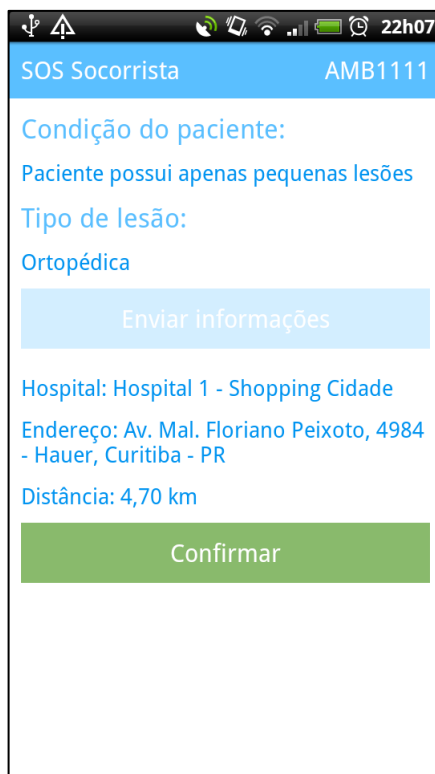 22h07
SOS Socorrista AMB1111
Condição do paciente:
Paciente possui apenas pequenas lesões
Tipo de lesão:
Ortopédica
Enviar informações
Hospital: Hospital 1 - Shopping Cidade
Endereço: Av. Mal. Floriano Peixoto, 4984
- Hauer, Curitiba - PR
Distância: 4,70 km
Confirmar